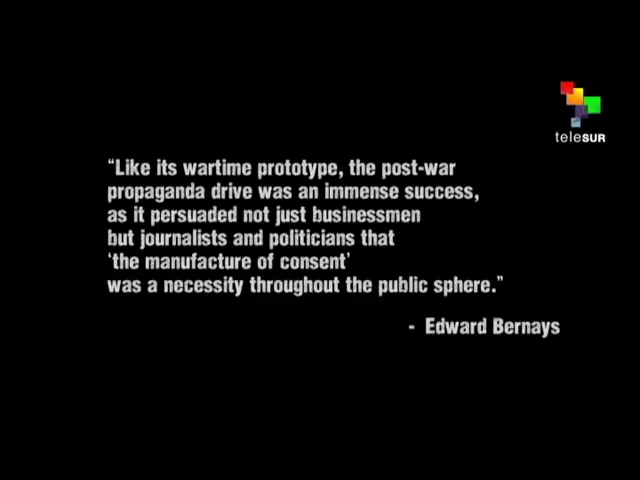 teleSUR
“Like its wartime prototype, the post-war
propaganda drive was an immense success,
as it persuaded not just businessmen
but journalists and politicians that
‘the manufacture of consent’
was a necessity throughout the public sphere.”
- Edward Bernays